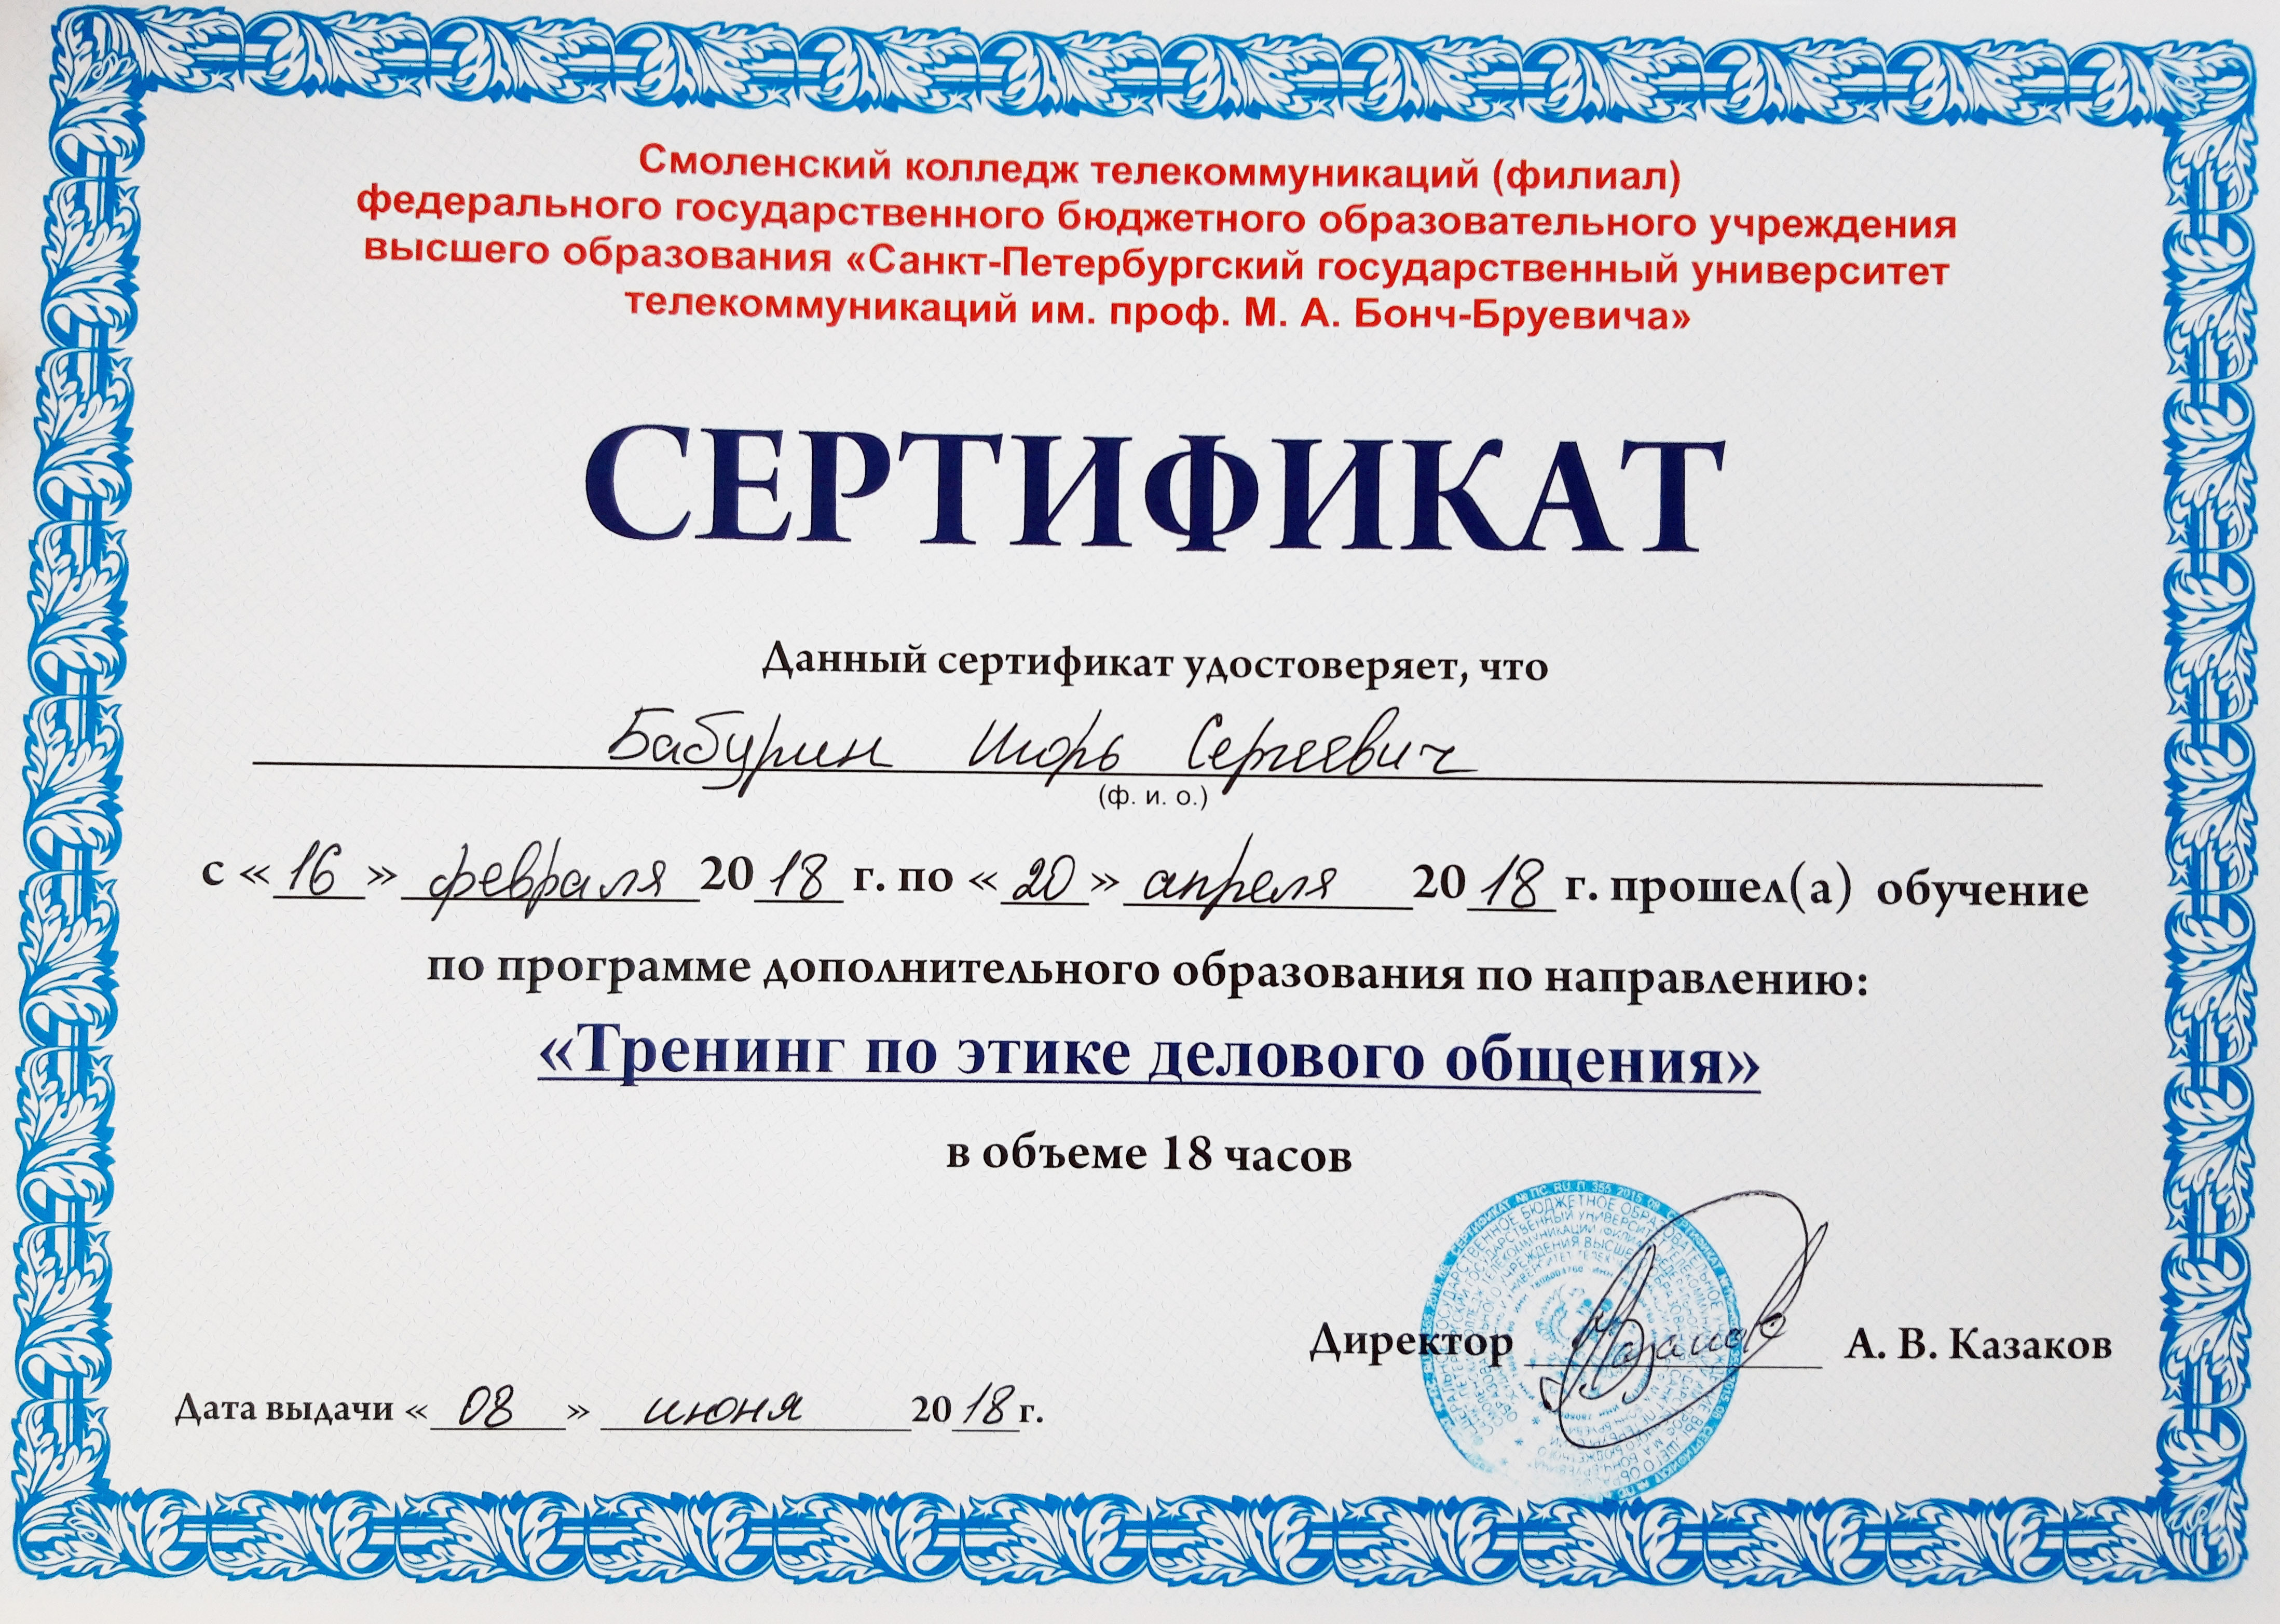 Смоленский колледж телекоммуникаций (филиал)
федерального государственного бюджетного образовательного учреждения
высшего образования «Санкт-Петербургский государственный университет
телекоммуникаций им. проф. М. А. Бонч-Бруевича»
СЕРТИФИКАТ
Данный сертификат удостоверяет, что
Бабурин Игорь Сергеевич
(ф. и. о.)
с «16» февраля 2018 г. по «20» апреля 2018 г. прошел(а) обучение
по программе дополнительного образования по направлению:
«Тренинг по этике делового общения»
в объеме 18 часов
Директор А. В. Казаков
Дата выдачи «08» июня 2018 г.